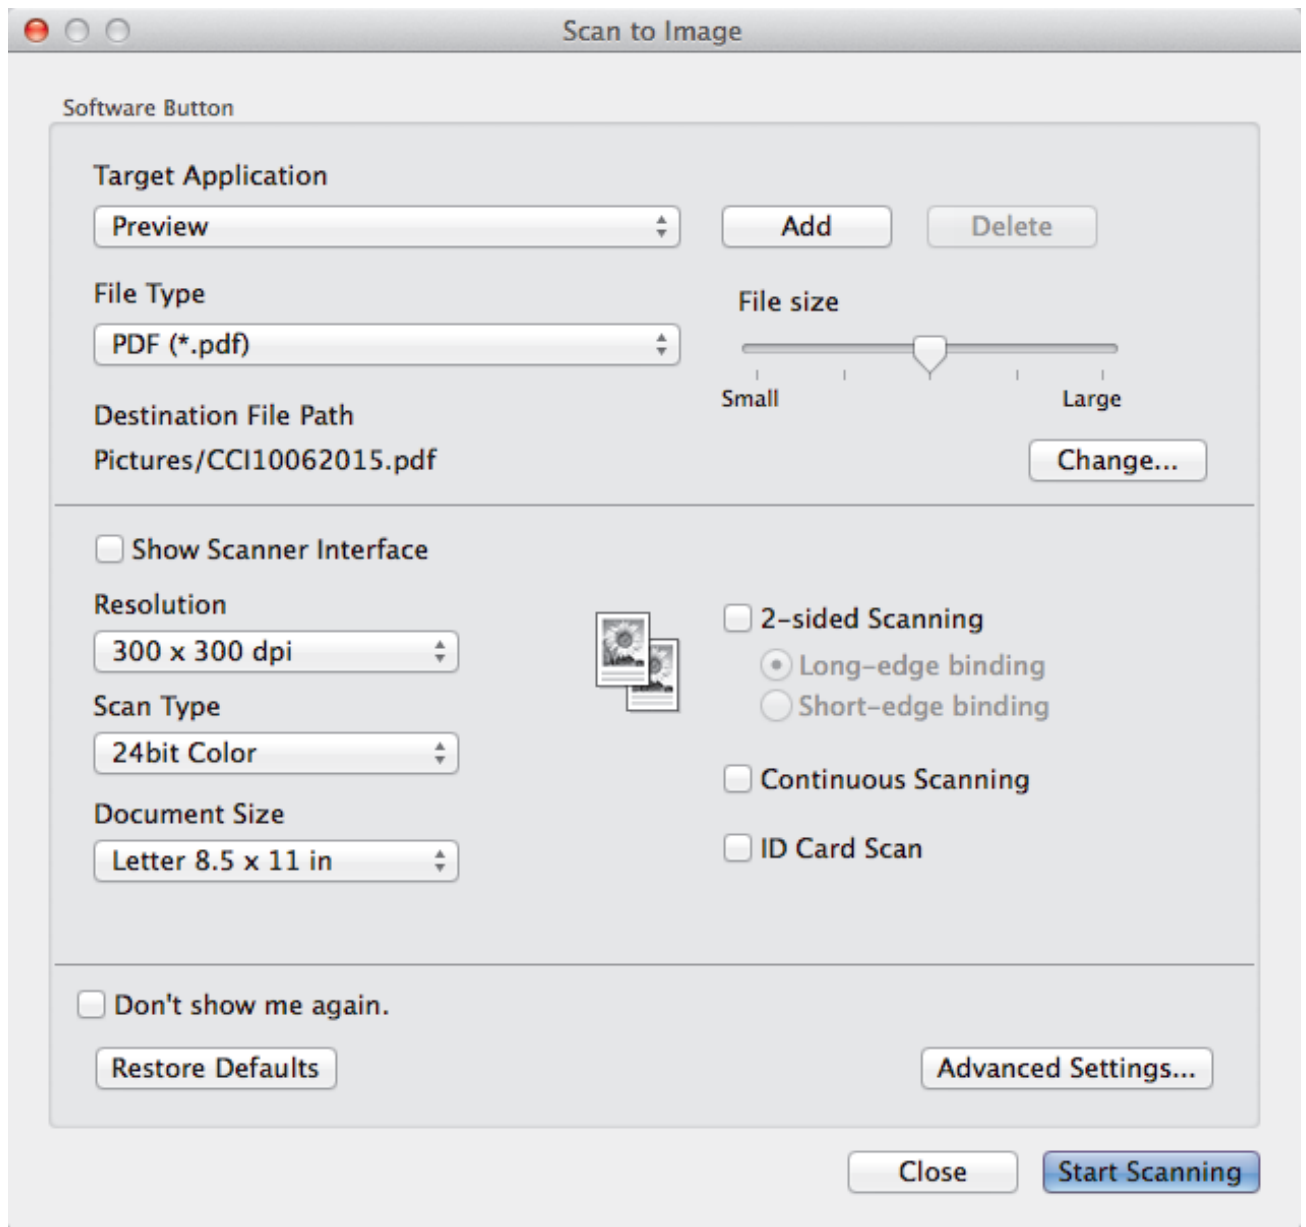 Scan to Image
Software Button
Target Application
Preview
Add
Delete
File Type
File size
PDF (*.pdf)
Small
Large
Destination File Path
Pictures/CCI10062015.pdf
Change...
Show Scanner Interface
Resolution
300 x 300 dpi
2-sided Scanning
Long-edge binding
Short-edge binding
Scan Type
24bit Color
Continuous Scanning
Document Size
Letter 8.5 x 11 in
ID Card Scan
Don't show me again.
Restore Defaults
Advanced Settings...
Close
Start Scanning